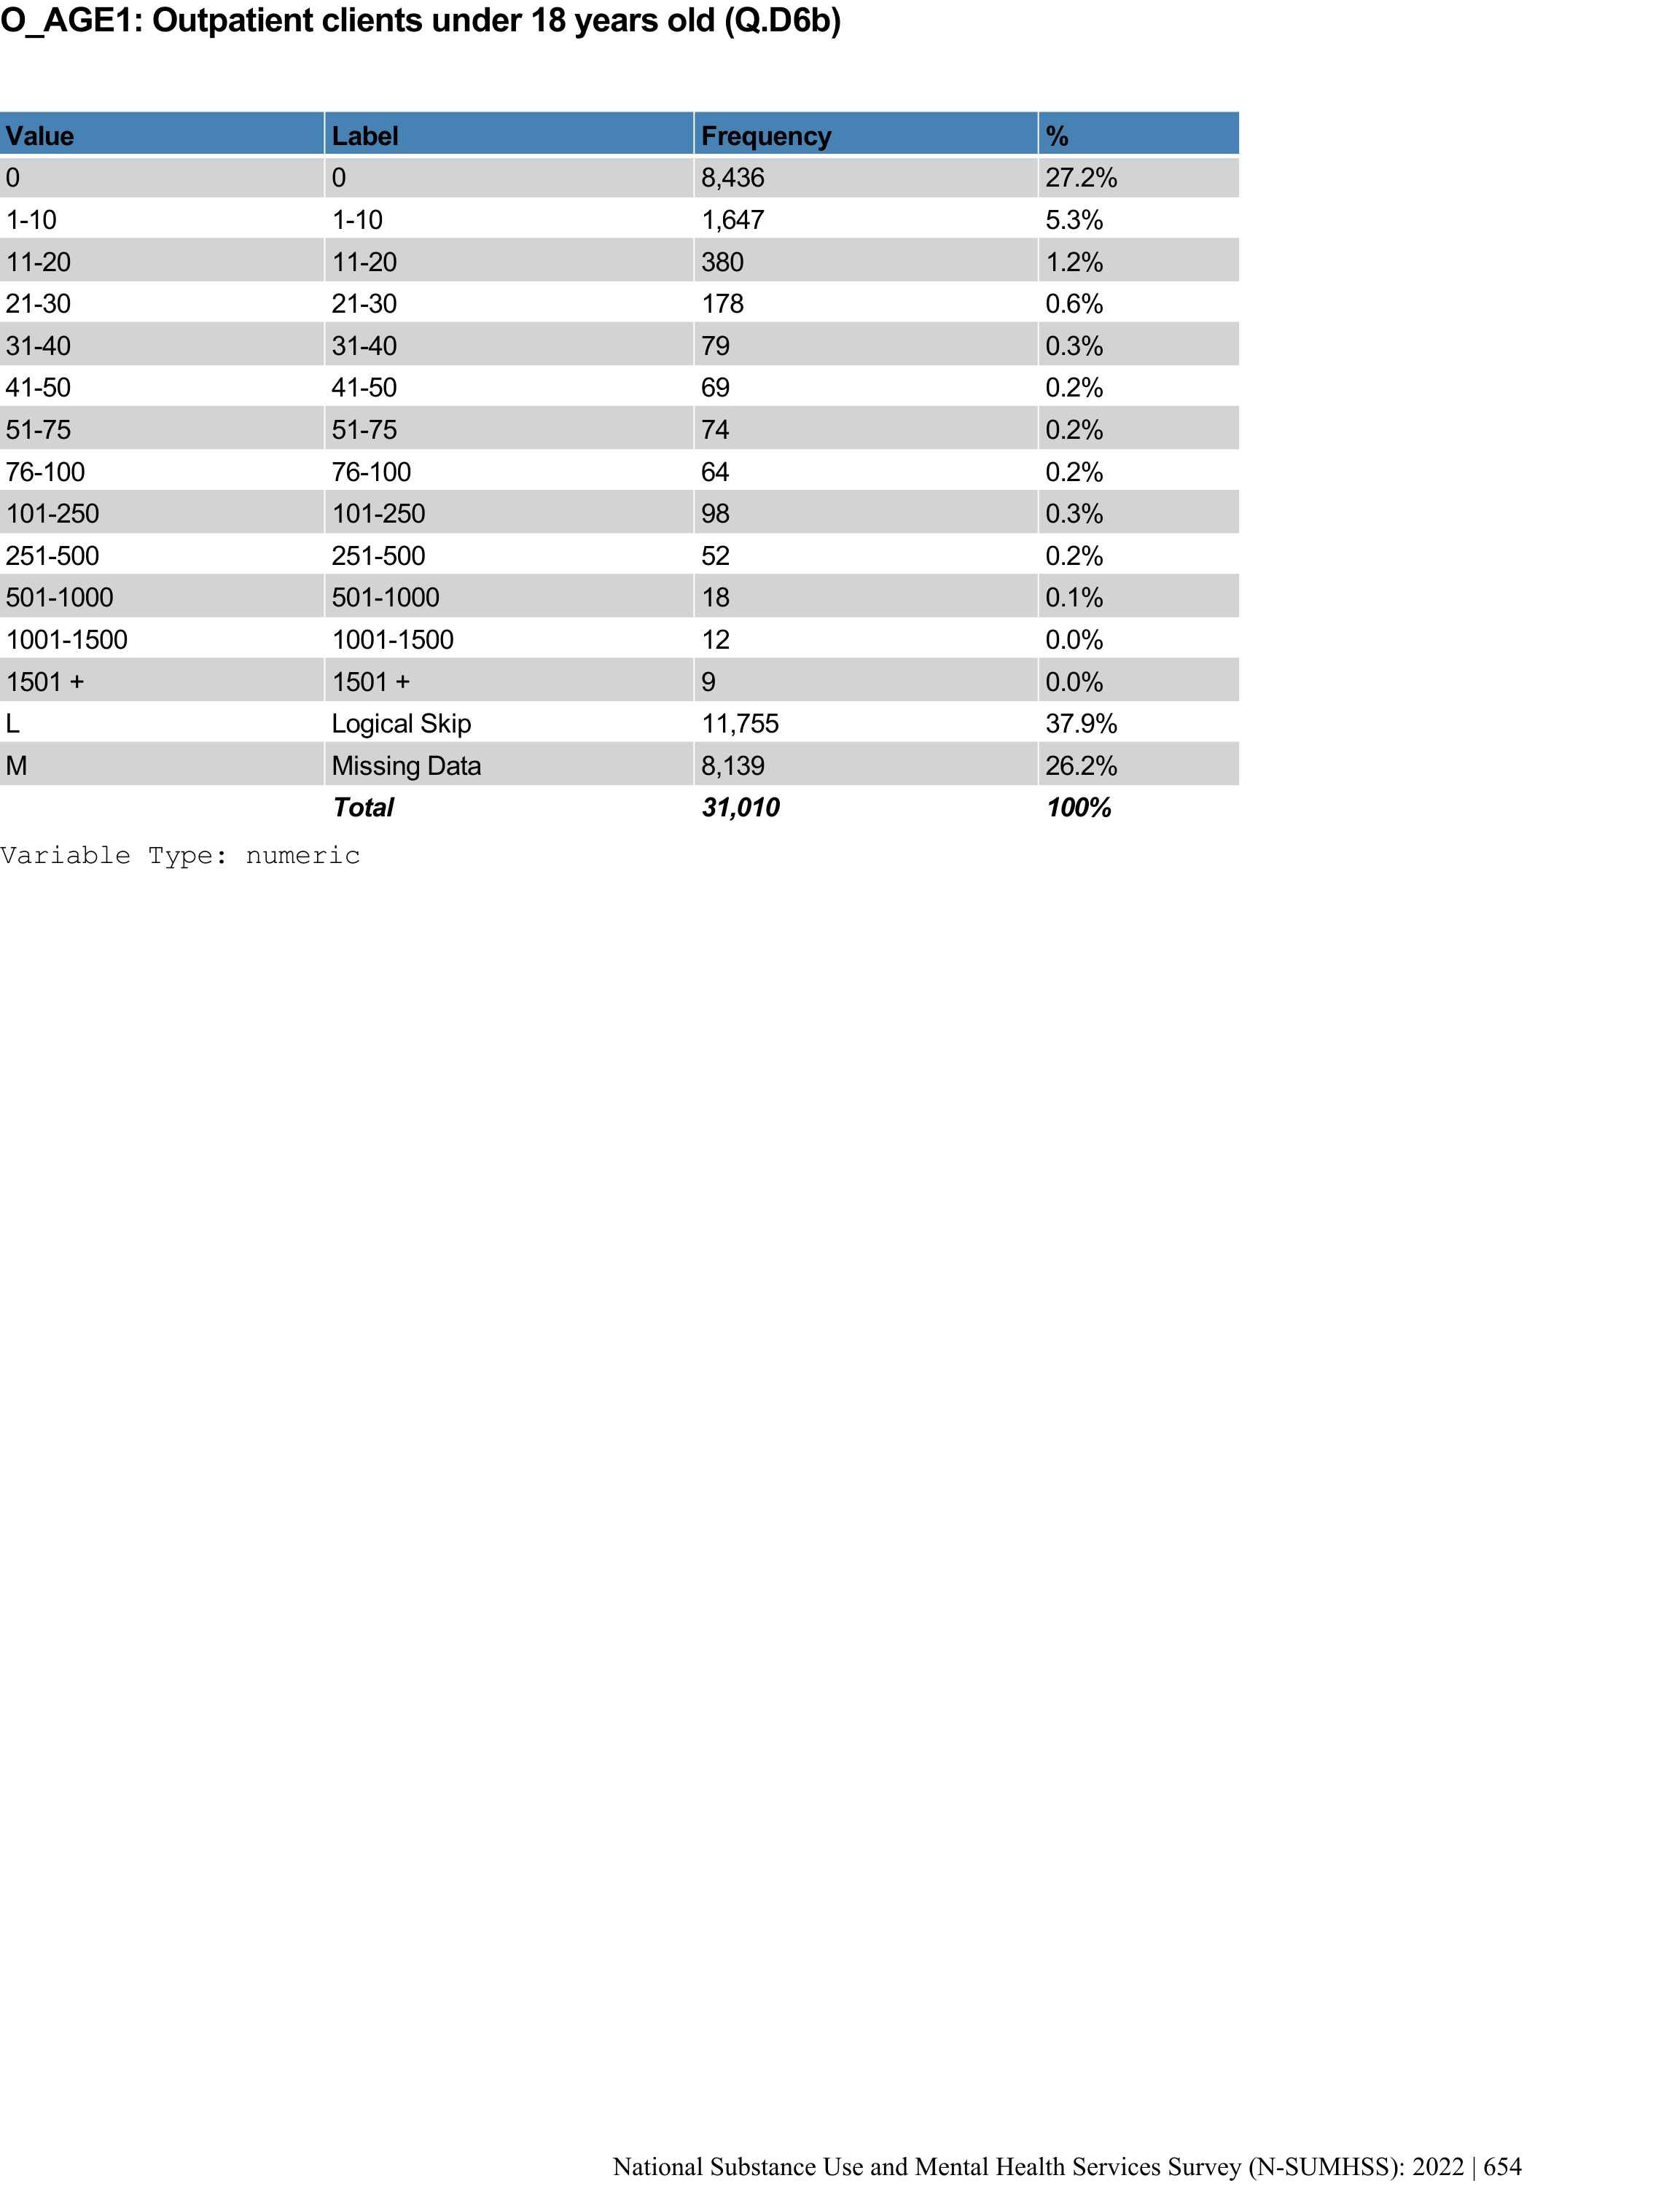 O_AGE1: Outpatient clients under 18 years old (Q.D6b)
Value Label Frequency %
0 0 8,436 27.2%
1-10 1-10 1,647 5.3%
11-20 11-20 380 1.2%
21-30 21-30 178 0.6%
31-40 31-40 79 0.3%
41-50 41-50 69 0.2%
51-75 51-75 74 0.2%
76-100 76-100 64 0.2%
101-250 101-250 98 0.3%
251-500 251-500 52 0.2%
501-1000 501-1000 18 0.1%
1001-1500 1001-1500 12 0.0%
1501 + 1501 + 9 0.0%
L Logical Skip 11,755 37.9%
M Missing Data 8,139 26.2%
Total 31,010 100%
Variable Type: numeric
National Substance Use and Mental Health Services Survey (N-SUMHSS): 2022 | 654